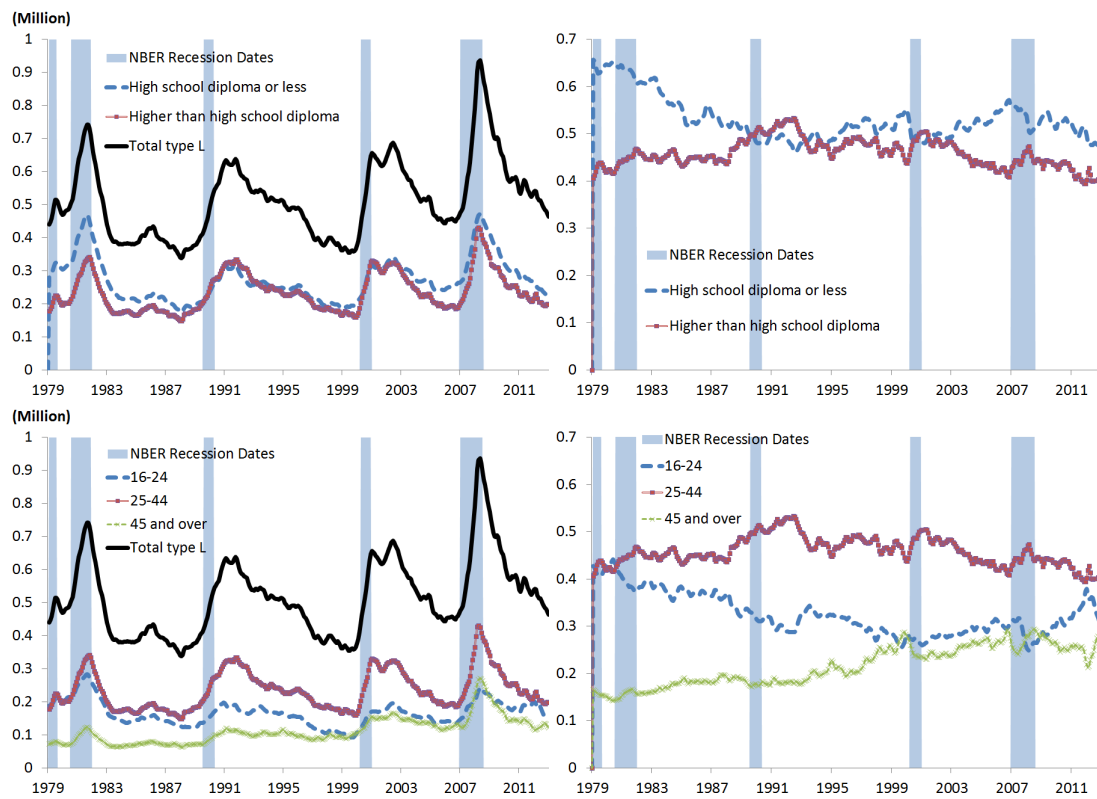 (Million)
1
0.9
0.8
0.7
0.6
0.5
0.4
0.3
0.2
0.1
0
NBER Recession Dates
High school diploma or less
Higher than high school diploma
Total type L
1979 1983 1987 1991 1995 1999 2003 2007 2011
0.7
0.6
0.5
0.4
0.3
0.2
0.1
0
NBER Recession Dates
High school diploma or less
Higher than high school diploma
1979 1983 1987 1991 1995 1999 2003 2007 2011
(Million)
1
0.9
0.8
0.7
0.6
0.5
0.4
0.3
0.2
0.1
0
NBER Recession Dates
16-24
25-44
45 and over
Total type L
1979 1983 1987 1991 1995 1999 2003 2007 2011
0.7
0.6
0.5
0.4
0.3
0.2
0.1
0
NBER Recession Dates
16-24
25-44
45 and over
1979 1983 1987 1991 1995 1999 2003 2007 2011